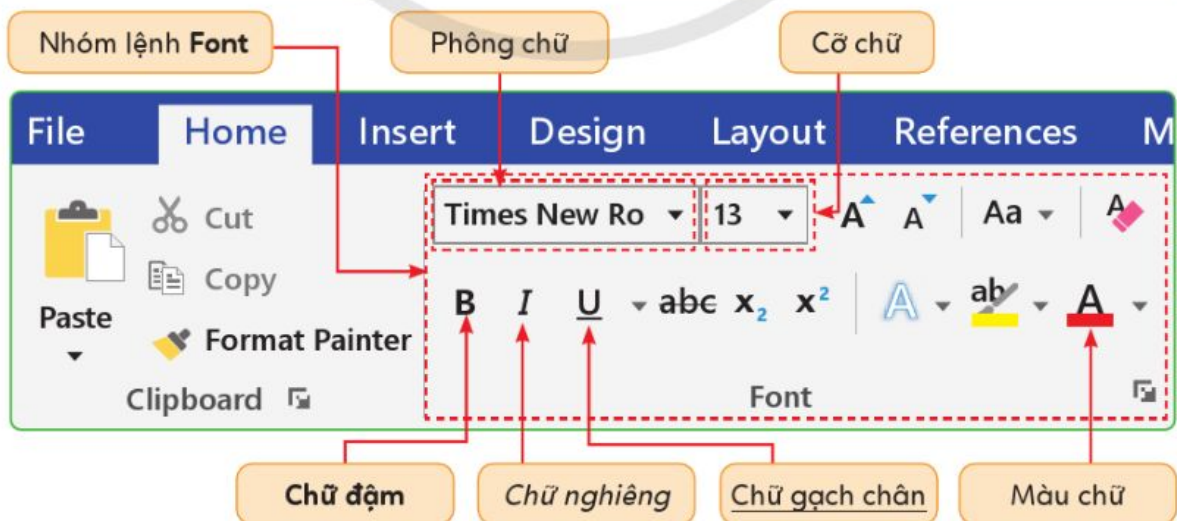 Nhóm lệnh Font Phông chữ Cỡ chữ
File Home Insert Design Layout References M
Cut Times New Ro 13 A A Aa A
Copy
Paste B I U abc x₂ x² A ab A
Format Painter
Clipboard Font
Chữ đậm Chữ nghiêng Chữ gạch chân Màu chữ